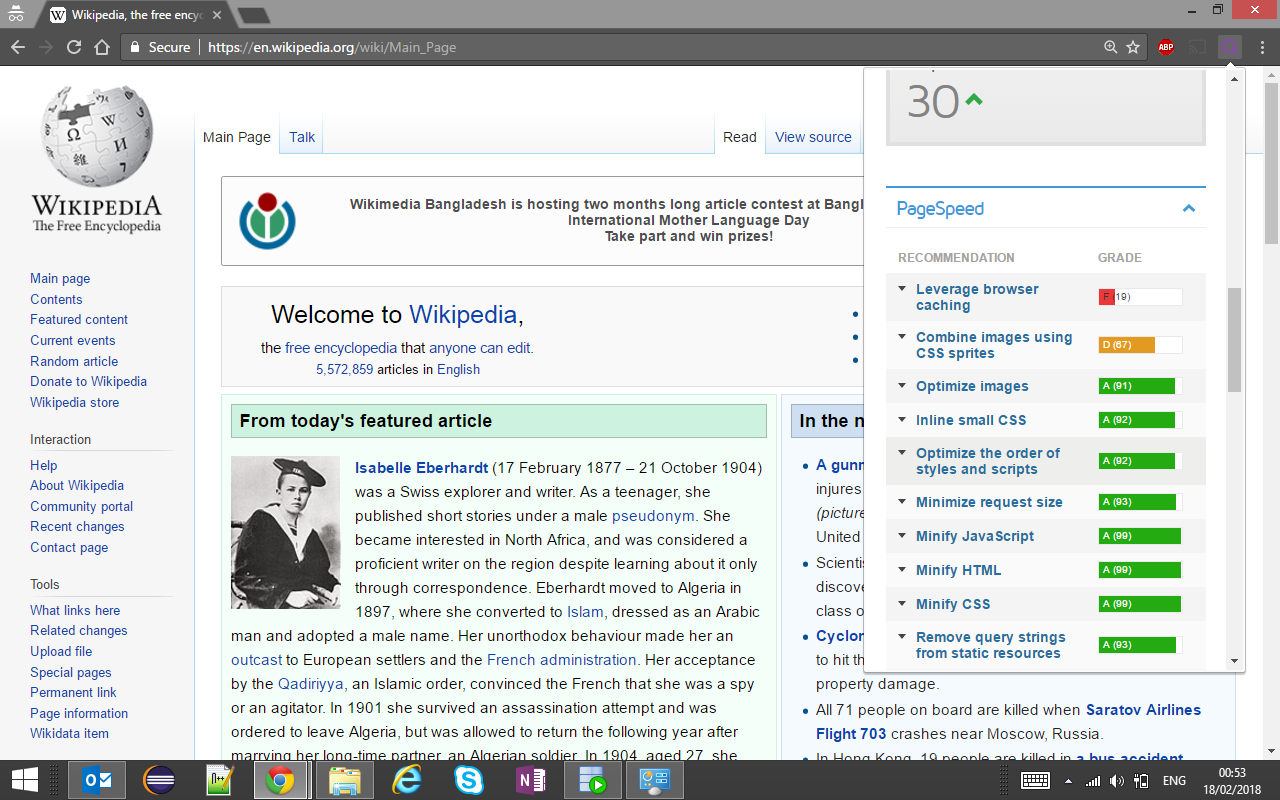 Wikipedia, the free ency
Secure
https://en.wikipedia.org/wiki/Main_Page
ABP
WIKIPEDIA
The Free Encyclopedia
Main page
Contents
Featured content
Current events
Random article
Donate to Wikipedia
Wikipedia store
Interaction
Help
About Wikipedia
Community portal
Recent changes
Contact page
Tools
What links here
Related changes
Upload file
Special pages
Permanent link
Page information
Wikidata item
Main Page
Talk
Read
View source
Wikimedia Bangladesh is hosting two months long article contest at Bangl
International Mother Language Day
Take part and win prizes!
Welcome to Wikipedia,
the free encyclopedia that anyone can edit.
5,572,859 articles in English
From today's featured article
Isabelle Eberhardt (17 February 1877 – 21 October 1904)
was a Swiss explorer and writer. As a teenager, she
published short stories under a male pseudonym. She
became interested in North Africa, and was considered a
proficient writer on the region despite learning about it only
through correspondence. Eberhardt moved to Algeria in
1897, where she converted to Islam, dressed as an Arabic
man and adopted a male name. Her unorthodox behaviour made her an
outcast to European settlers and the French administration. Her acceptance
by the Qadiriyya, an Islamic order, convinced the French that she was a spy
or an agitator. In 1901 she survived an assassination attempt and was
ordered to leave Algeria, but was allowed to return the following year after
marrying her long-time partner, an Algerian soldier. In 1904, aged 27, she
In the n
A gunn
injures
(picture
United
Scientis
discove
class o
Cyclon
to hit th
property damage.
All 71 people on board are killed when Saratov Airlines
Flight 703 crashes near Moscow, Russia.
In Hong Kong, 19 people are killed in a bus accident
30
PageSpeed
RECOMMENDATION GRADE
Leverage browser
caching
F (19)
Combine images using
CSS sprites
D (67)
Optimize images A (91)
Inline small CSS A (92)
Optimize the order of
styles and scripts
A (92)
Minimize request size A (93)
Minify JavaScript A (99)
Minify HTML A (99)
Minify CSS A (99)
Remove query strings
from static resources
A (93)
ENG
00:53
18/02/2018